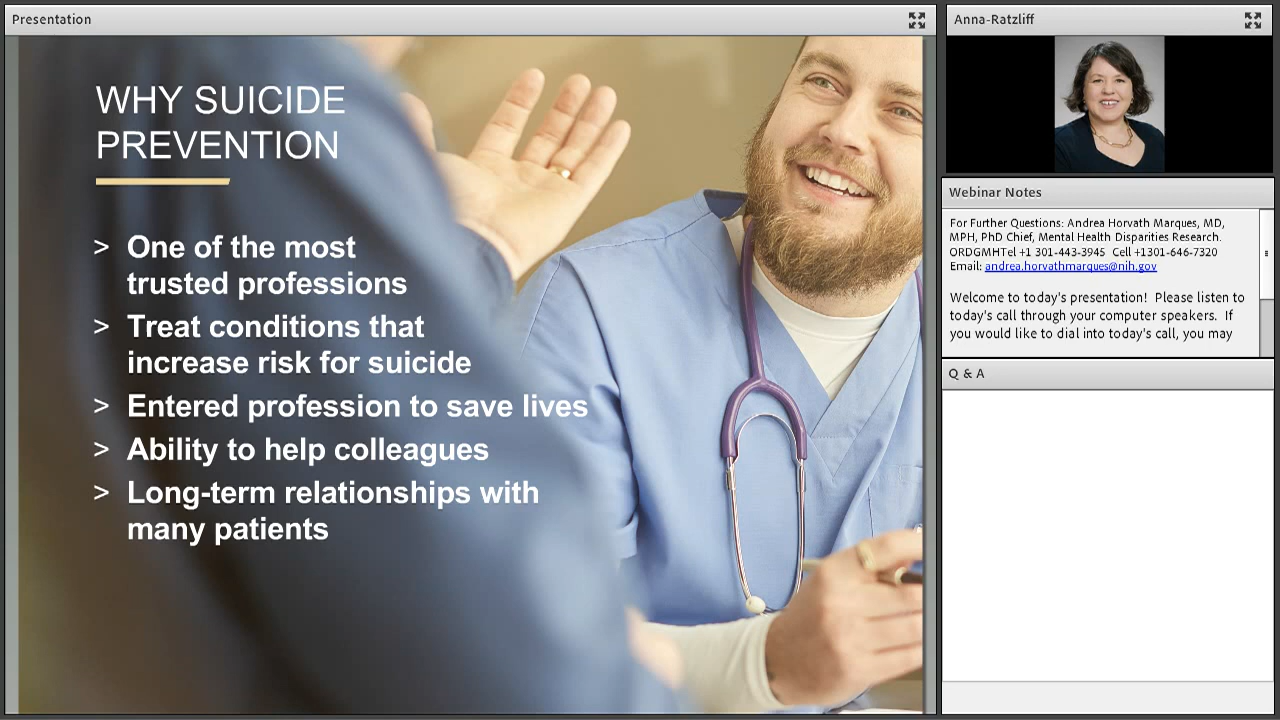 Presentation
WHY SUICIDE
PREVENTION
> One of the most
trusted professions
> Treat conditions that
increase risk for suicide
> Entered profession to save lives
> Ability to help colleagues
> Long-term relationships with
many patients
Anna-Ratzliff
Webinar Notes
For Further Questions: Andrea Horvath Marques, MD,
MPH, PhD Chief, Mental Health Disparities Research.
ORDGMHTel +1 301-443-3945 Cell +1301-646-7320
Email: andrea.horvathmarques@nih.gov
Welcome to today's presentation! Please listen to
today's call through your computer speakers. If
you would like to dial into today's call, you may
Q & A